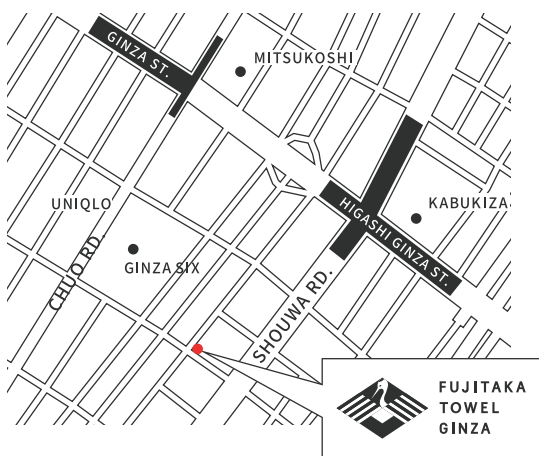 GINZA ST.
MITSUKOSHI
UNIQLO
KABUKIZA
HIGASHI GINZA ST.
GINZA SIX
CHUO RD.
SHOUWA RD.
FUJITAKA
TOWEL
GINZA